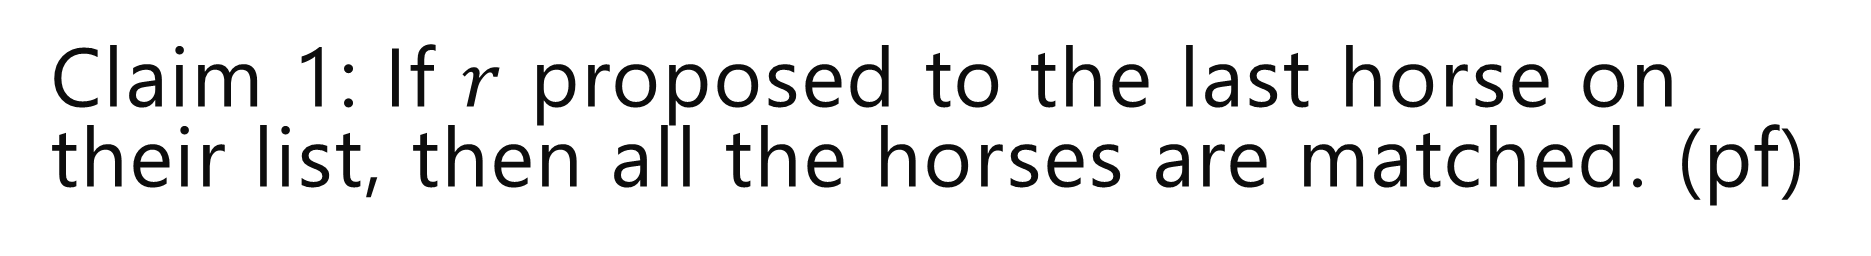 Claim 1: If 𝑟 proposed to the last horse on
their list, then all the horses are matched. (pf)